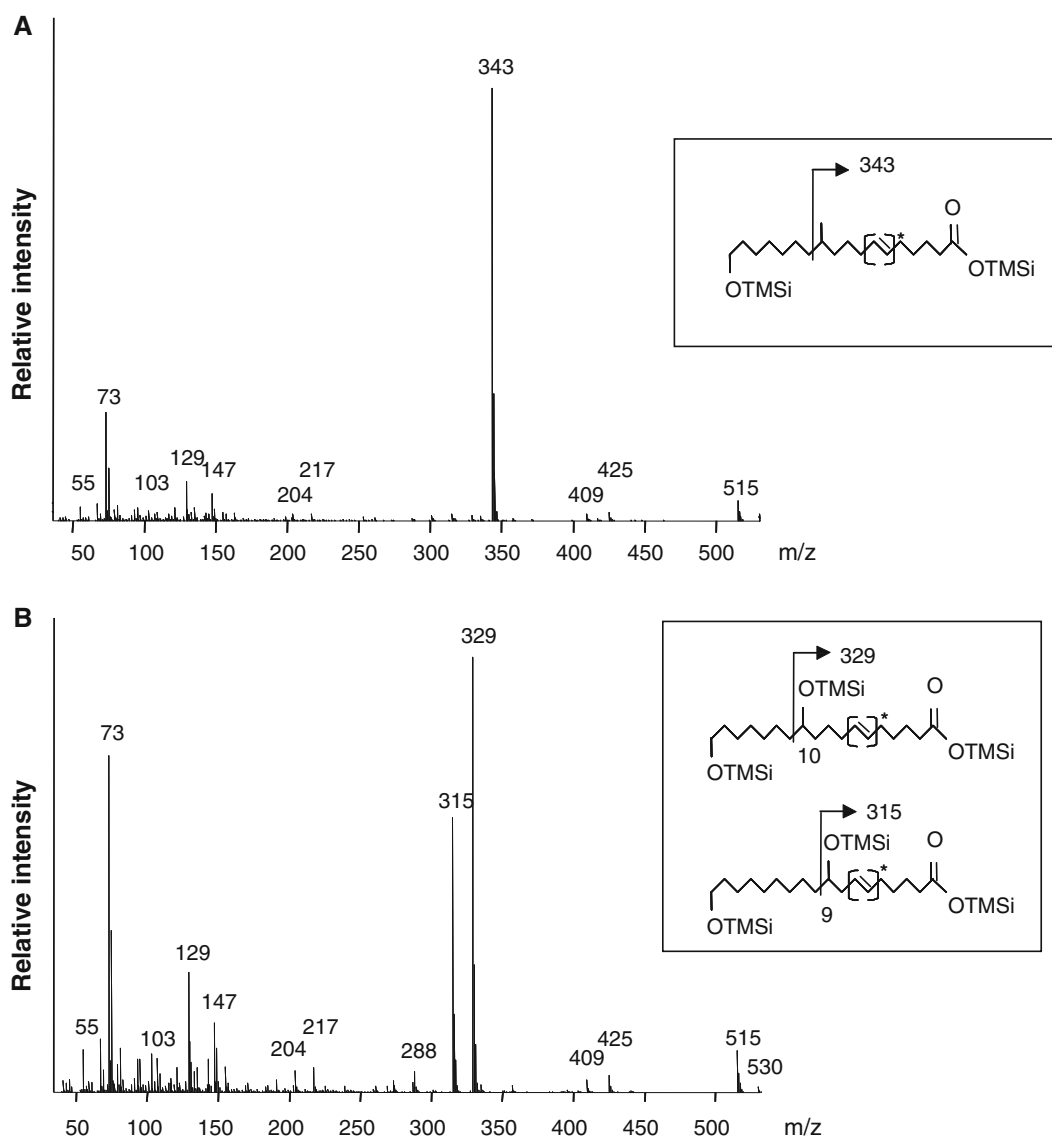 A
Relative intensity
343
73
55
103
129
147
204
217
409
425
515
50 100 150 200 250 300 350 400 450 500 m/z
343
O
*
OTMSi
OTMSi
B
Relative intensity
329
73
315
129
147
55
103
204
217
288
409
425
515
530
50 100 150 200 250 300 350 400 450 500 m/z
329
OTMSi
O
*
10
OTMSi
OTMSi
315
OTMSi
O
*
9
OTMSi
OTMSi